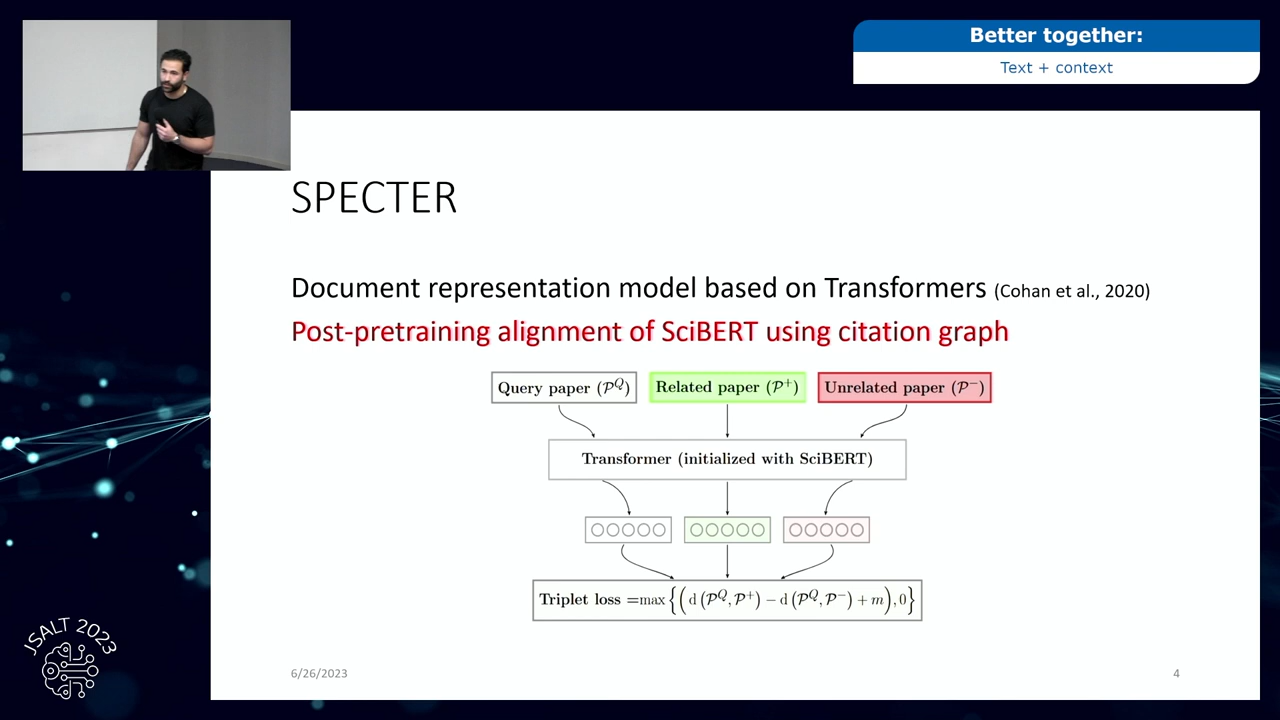 Better together:
Text + context
SPECTER
Document representation model based on Transformers (Cohan et al., 2020)
Post-pretraining alignment of SciBERT using citation graph
Query paper (𝒫^Q)
Related paper (𝒫^+)
Unrelated paper (𝒫^−)
Transformer (initialized with SciBERT)
Triplet loss =max{(d(𝒫^Q,𝒫^+) − d(𝒫^Q,𝒫^−) + m), 0}
6/26/2023
4
JSALT 2023